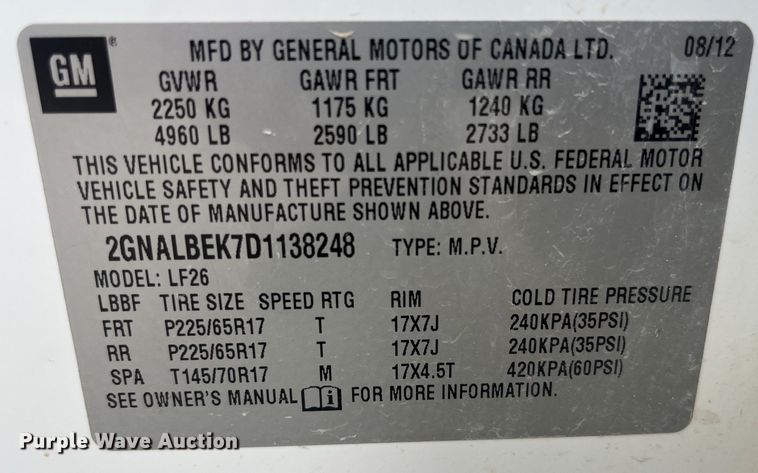 GM® MFD BY GENERAL MOTORS OF CANADA LTD. 08/12
GVWR GAWR FRT GAWR RR
2250 KG 1175 KG 1240 KG
4960 LB 2590 LB 2733 LB
THIS VEHICLE CONFORMS TO ALL APPLICABLE U.S. FEDERAL MOTOR
VEHICLE SAFETY AND THEFT PREVENTION STANDARDS IN EFFECT ON
THE DATE OF MANUFACTURE SHOWN ABOVE.
2GNALBEK7D1138248 TYPE: M.P.V.
MODEL: LF26
LBBF TIRE SIZE SPEED RTG RIM COLD TIRE PRESSURE
FRT P225/65R17 T 17X7J 240KPA(35PSI)
RR P225/65R17 T 17X7J 240KPA(35PSI)
SPA T145/70R17 M 17X4.5T 420KPA(60PSI)
SEE OWNER'S MANUAL i FOR MORE INFORMATION.
Purple Wave Auction